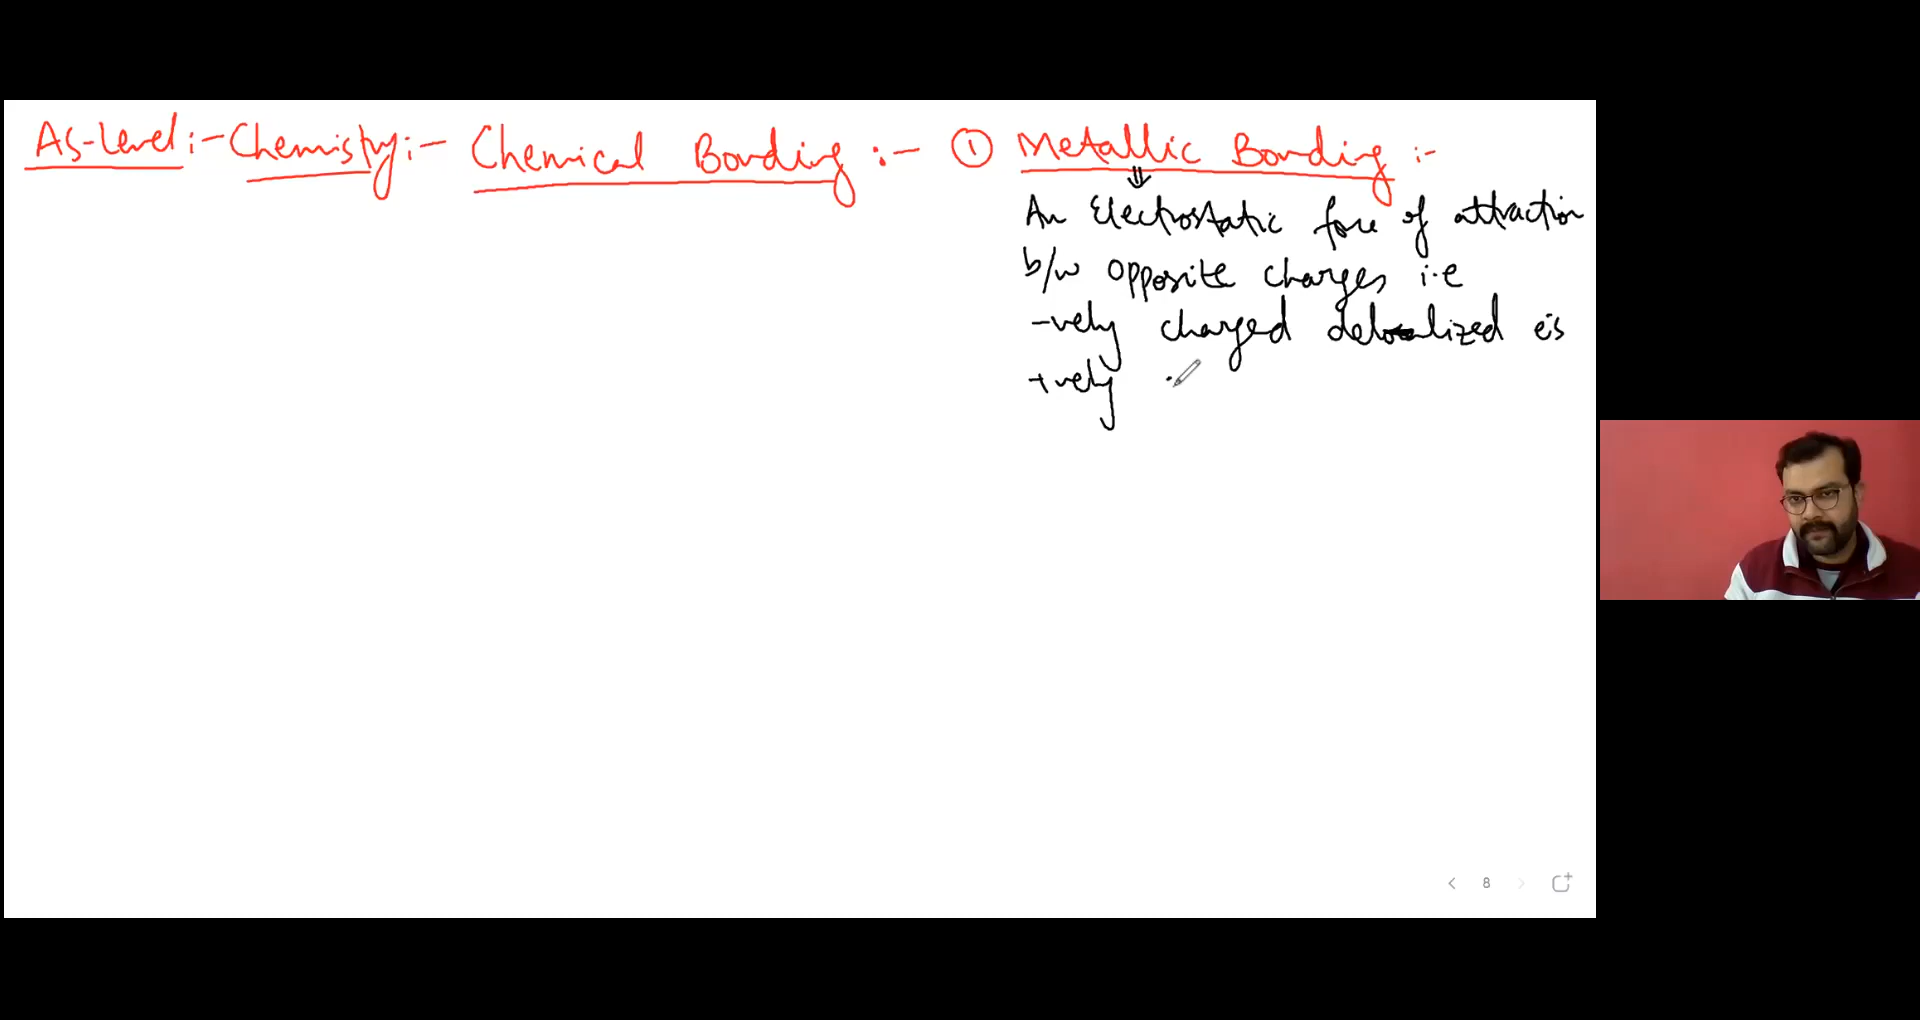 As-Level:- Chemistry:- Chemical Bonding :- ① Metallic Bonding :-
⇓
An Electrostatic force of attraction
b/w opposite charges i.e
-vely charged delocalized e's
+vely
8